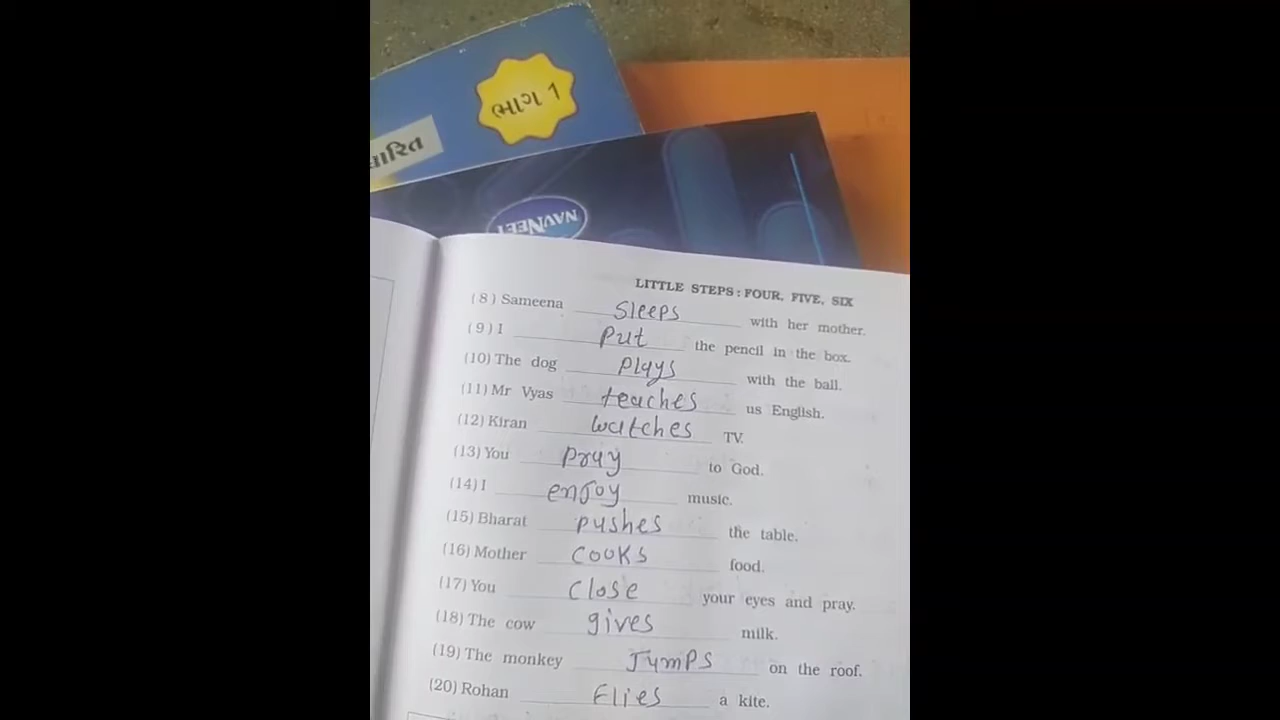 ભાગ 1
ધારિત
NAVNEET
LITTLE STEPS : FOUR, FIVE, SIX
(8) Sameena sleeps with her mother.
(9) I put the pencil in the box.
(10) The dog plays with the ball.
(11) Mr Vyas teaches us English.
(12) Kiran watches TV.
(13) You pray to God.
(14) I enjoy music.
(15) Bharat pushes the table.
(16) Mother cooks food.
(17) You close your eyes and pray.
(18) The cow gives milk.
(19) The monkey Jumps on the roof.
(20) Rohan Flies a kite.